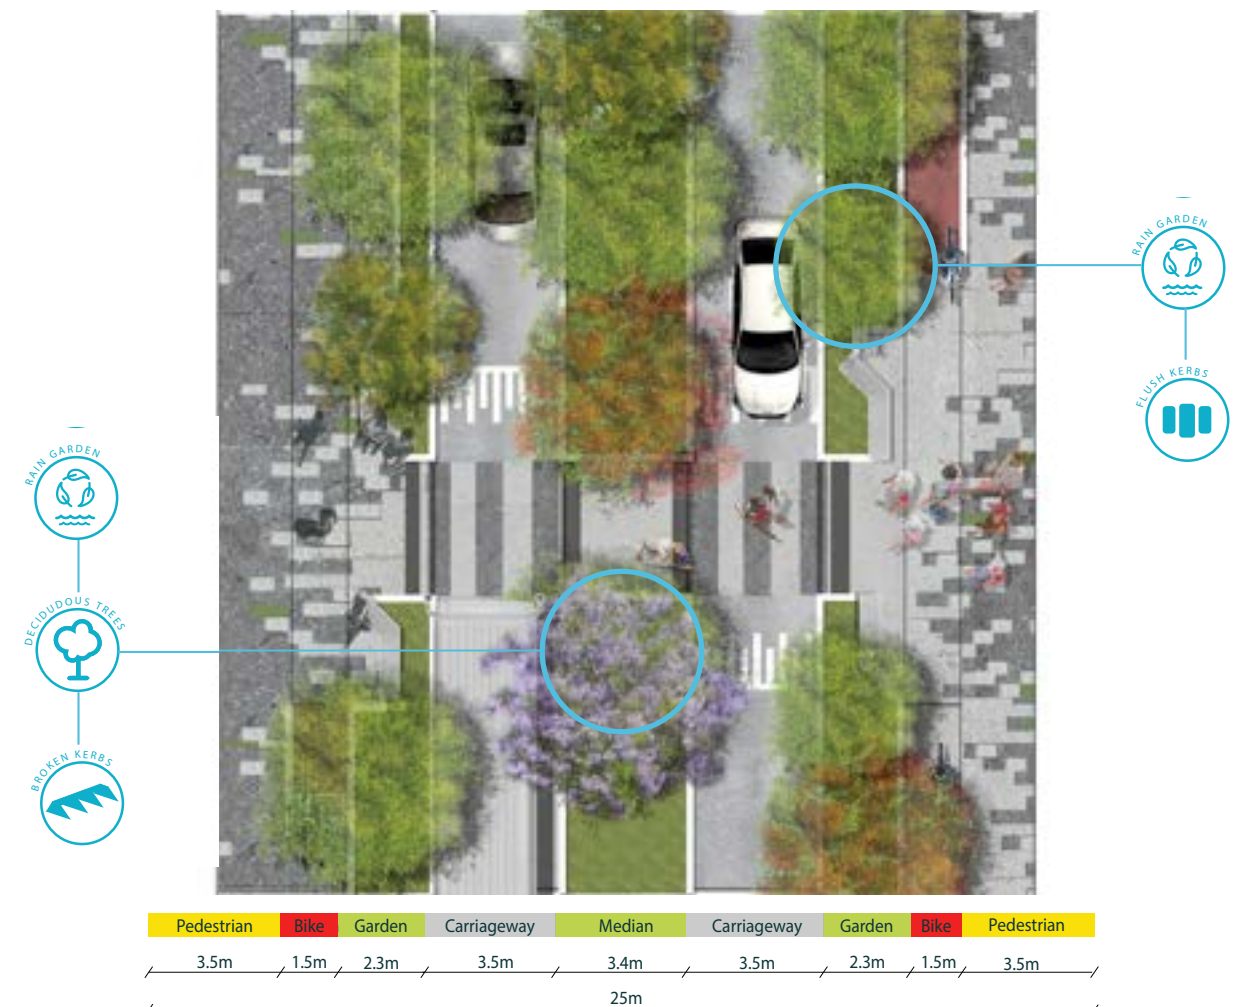 RAIN GARDEN
FLUSH KERBS
RAIN GARDEN
DECIDUDOUS TREES
BROKEN KERBS
Pedestrian Bike Garden Carriageway Median Carriageway Garden Bike Pedestrian
3.5m 1.5m 2.3m 3.5m 3.4m 3.5m 2.3m 1.5m 3.5m
25m